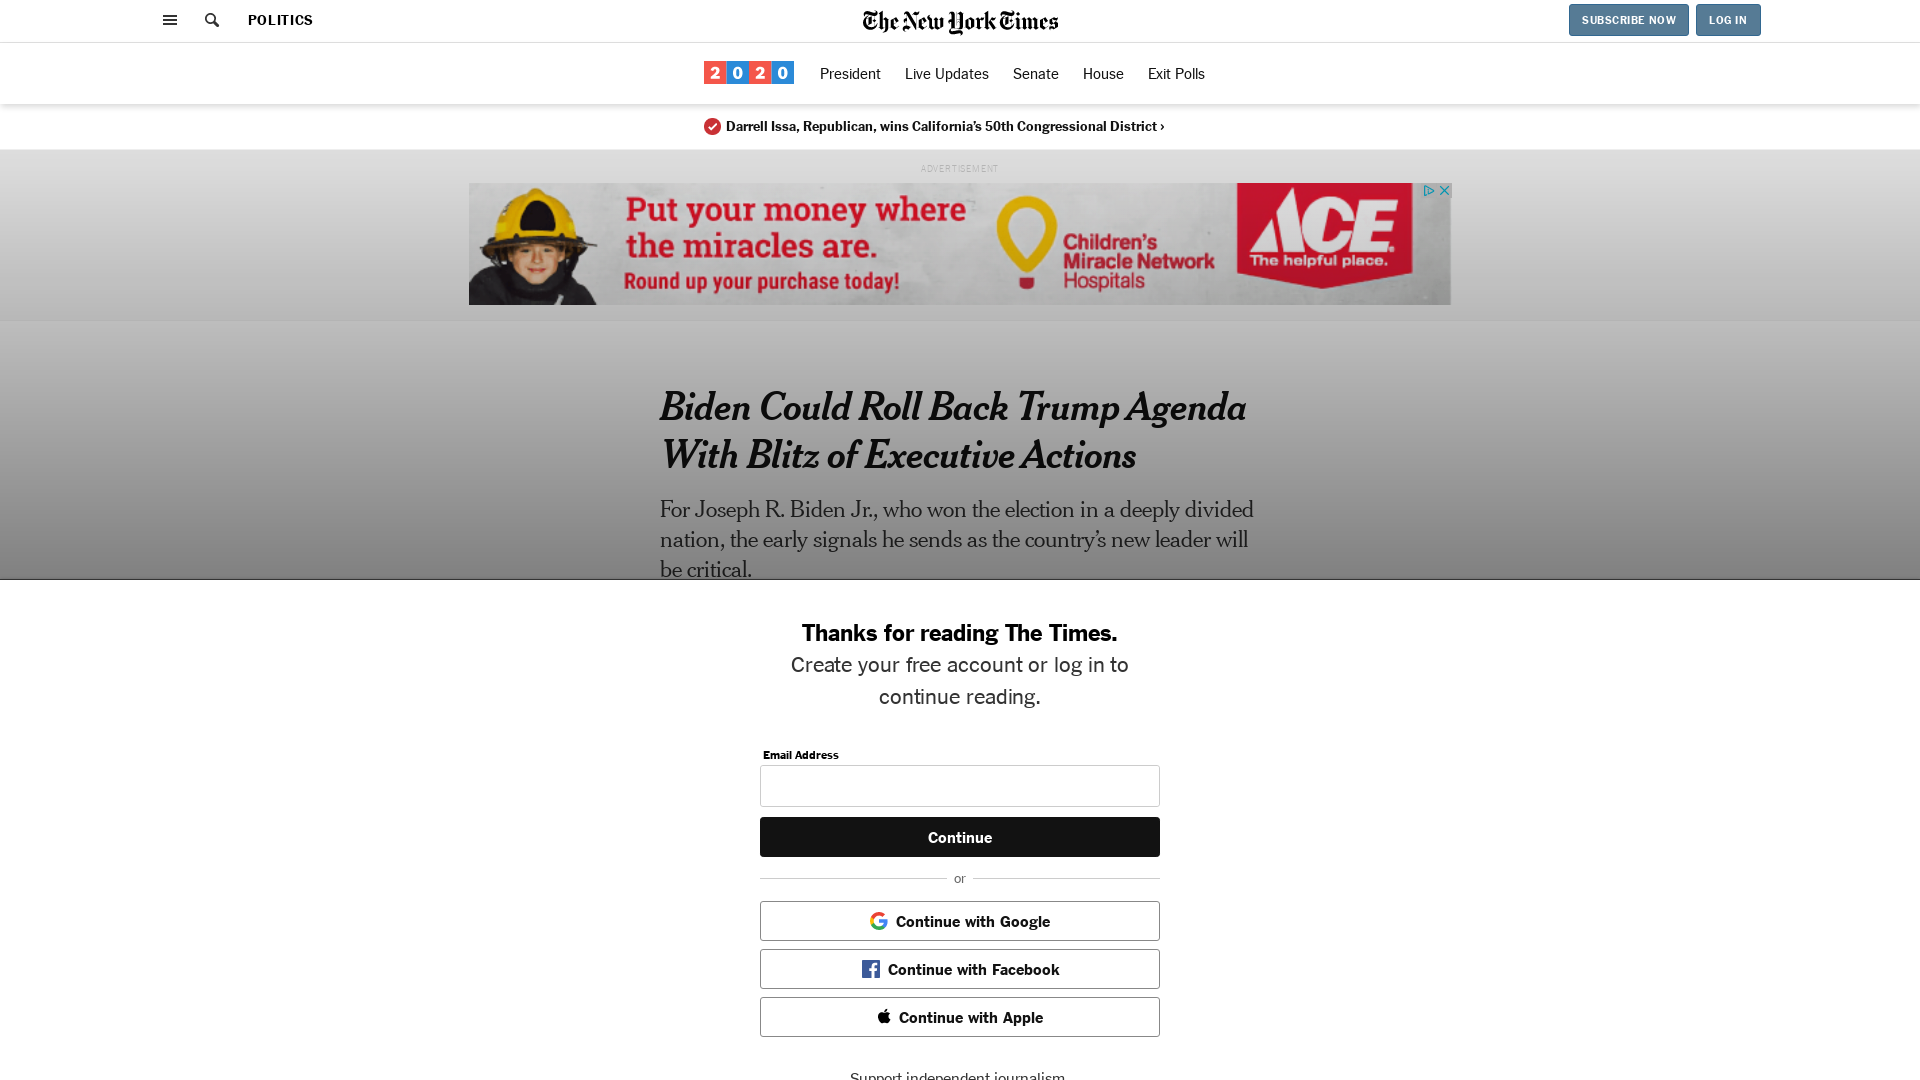 POLITICS
The New York Times
SUBSCRIBE NOW
LOG IN
2020
President
Live Updates
Senate
House
Exit Polls
Darrell Issa, Republican, wins California’s 50th Congressional District ›
ADVERTISEMENT
Put your money where
the miracles are.
Round up your purchase today!
Children's
Miracle Network
Hospitals
ACE
The helpful place.
Biden Could Roll Back Trump Agenda
With Blitz of Executive Actions
For Joseph R. Biden Jr., who won the election in a deeply divided
nation, the early signals he sends as the country’s new leader will
be critical.
Thanks for reading The Times.
Create your free account or log in to
continue reading.
Email Address
Continue
or
Continue with Google
Continue with Facebook
Continue with Apple
Support independent journalism